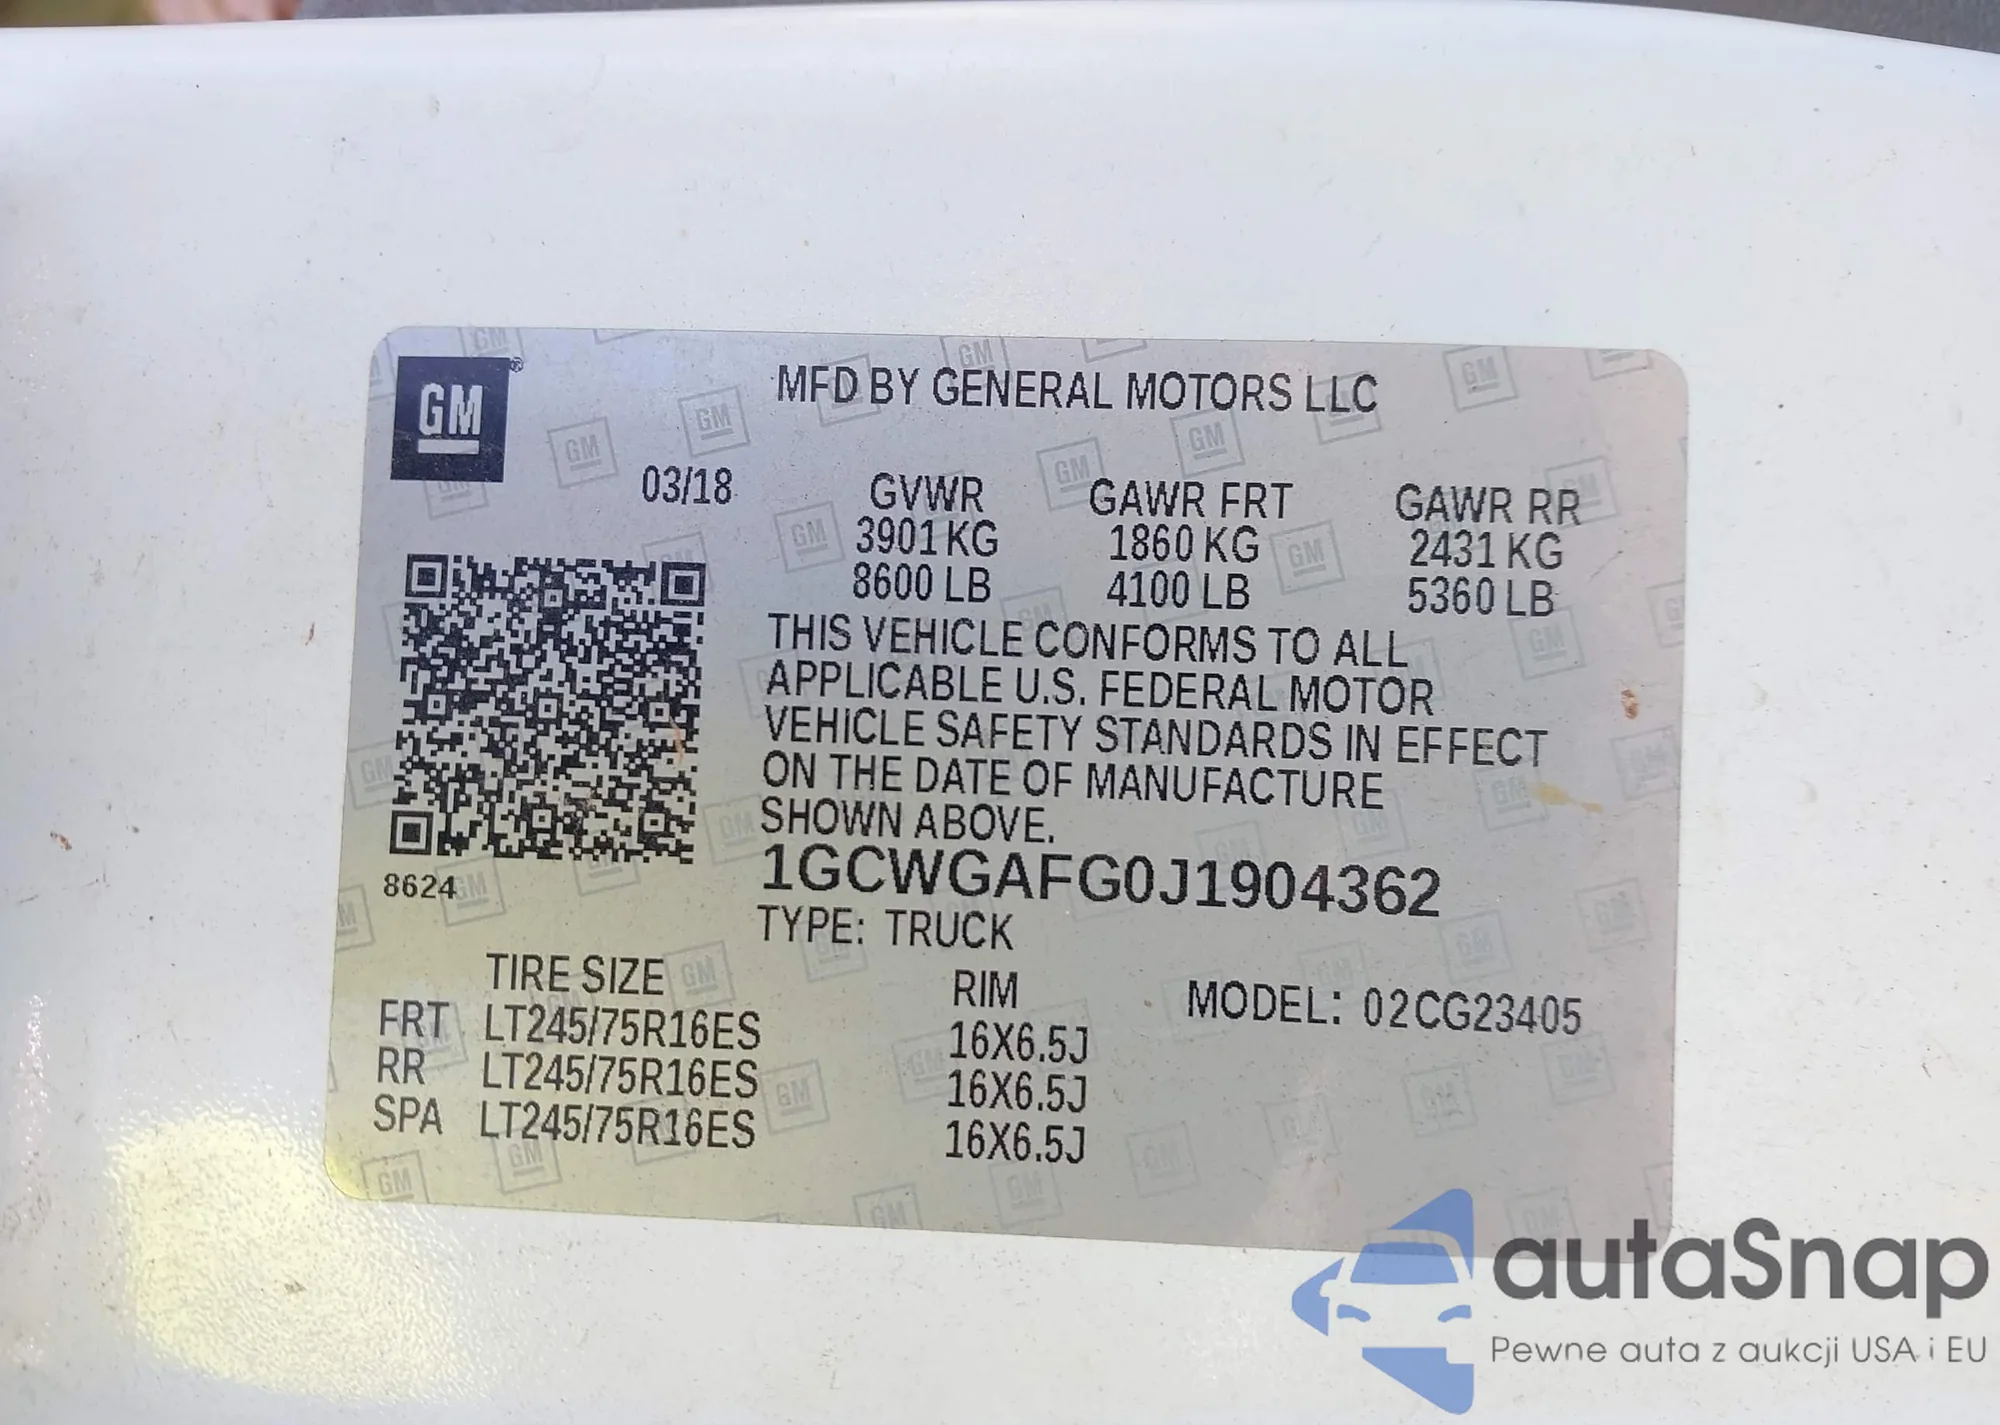 GM®
MFD BY GENERAL MOTORS LLC
03/18
GVWR GAWR FRT GAWR RR
3901 KG 1860 KG 2431 KG
8600 LB 4100 LB 5360 LB
THIS VEHICLE CONFORMS TO ALL
APPLICABLE U.S. FEDERAL MOTOR
VEHICLE SAFETY STANDARDS IN EFFECT
ON THE DATE OF MANUFACTURE
SHOWN ABOVE.
1GCWGAFG0J1904362
8624
TYPE: TRUCK
TIRE SIZE RIM MODEL: 02CG23405
FRT LT245/75R16ES 16X6.5J
RR LT245/75R16ES 16X6.5J
SPA LT245/75R16ES 16X6.5J
autaSnap
Pewne auta z aukcji USA i EU